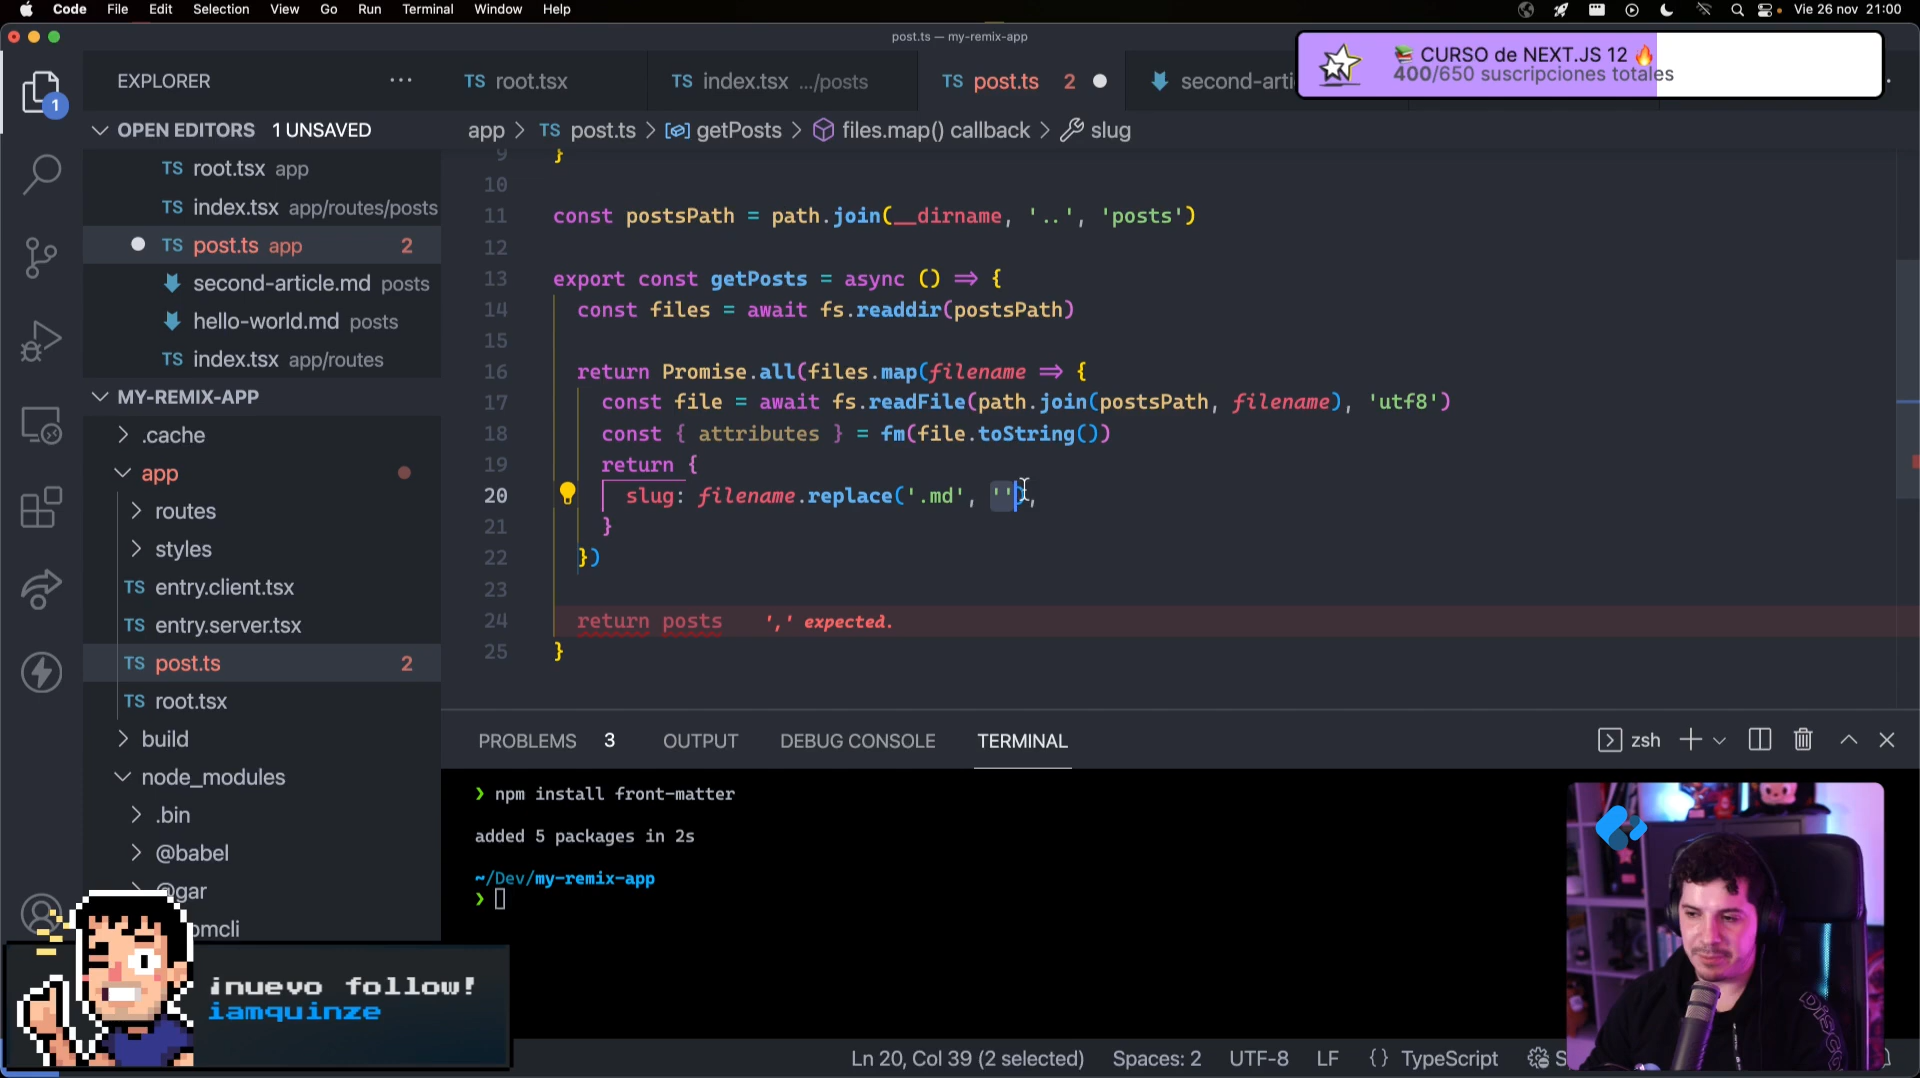 Code File Edit Selection View Go Run Terminal Window Help
Vie 26 nov 21:00
post.ts — my-remix-app
📚 CURSO de NEXT.JS 12 🔥
400/650 suscripciones totales
EXPLORER ···
TS root.tsx
TS index.tsx .../posts
TS post.ts 2
second-arti
OPEN EDITORS 1 UNSAVED
TS root.tsx app
TS index.tsx app/routes/posts
TS post.ts app 2
second-article.md posts
hello-world.md posts
TS index.tsx app/routes
MY-REMIX-APP
.cache
app
routes
styles
TS entry.client.tsx
TS entry.server.tsx
TS post.ts 2
TS root.tsx
build
node_modules
.bin
@babel
@gar
1
app > TS post.ts > getPosts > files.map() callback > slug
9 }
10
11 const postsPath = path.join(__dirname, '..', 'posts')
12
13 export const getPosts = async () => {
14 const files = await fs.readdir(postsPath)
15
16 return Promise.all(files.map(filename => {
17 const file = await fs.readFile(path.join(postsPath, filename), 'utf8')
18 const { attributes } = fm(file.toString())
19 return {
20 slug: filename.replace('.md', ''),
21 }
22 })
23
24 return posts ',' expected.
25 }
PROBLEMS 3 OUTPUT DEBUG CONSOLE TERMINAL
zsh
❯ npm install front-matter
added 5 packages in 2s
~/Dev/my-remix-app
❯
¡nuevo follow!
iamquinze
Ln 20, Col 39 (2 selected) Spaces: 2 UTF-8 LF {} TypeScript